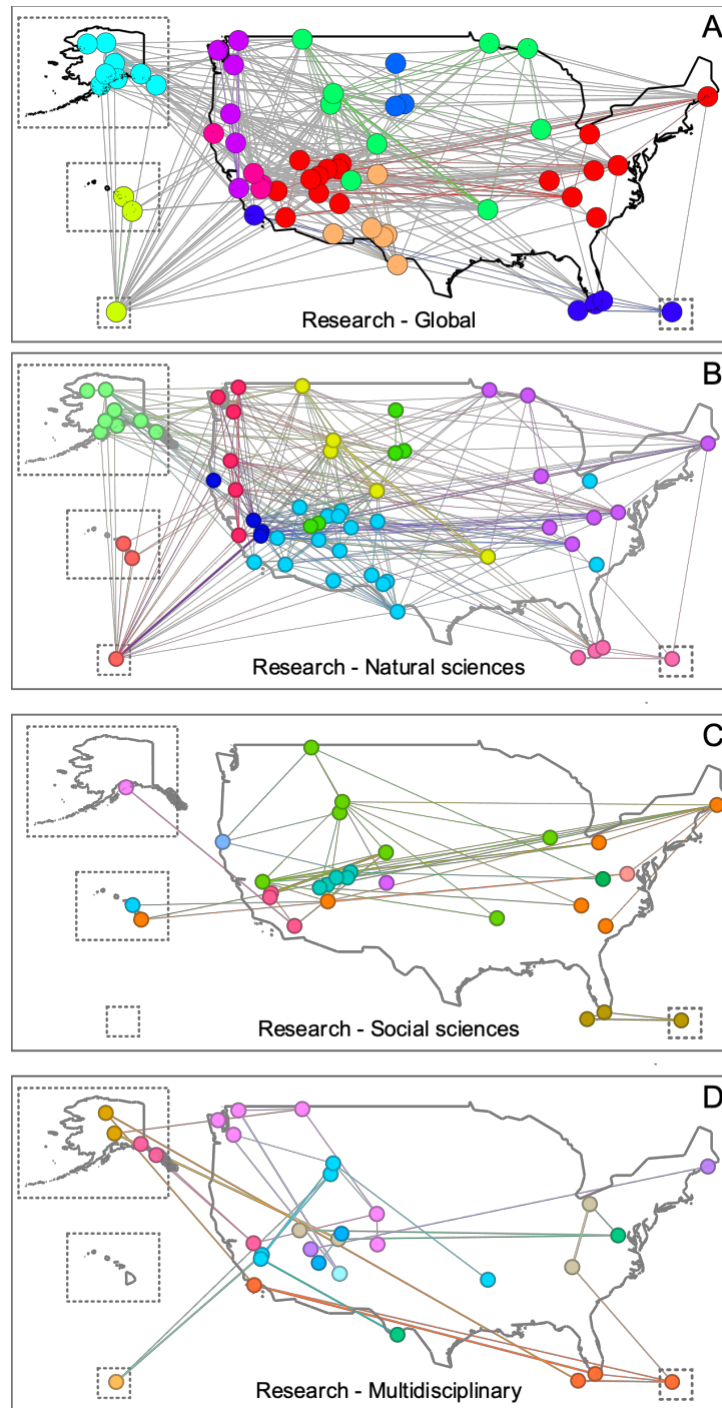 A
Research - Global
B
Research - Natural sciences
C
Research - Social sciences
D
Research - Multidisciplinary